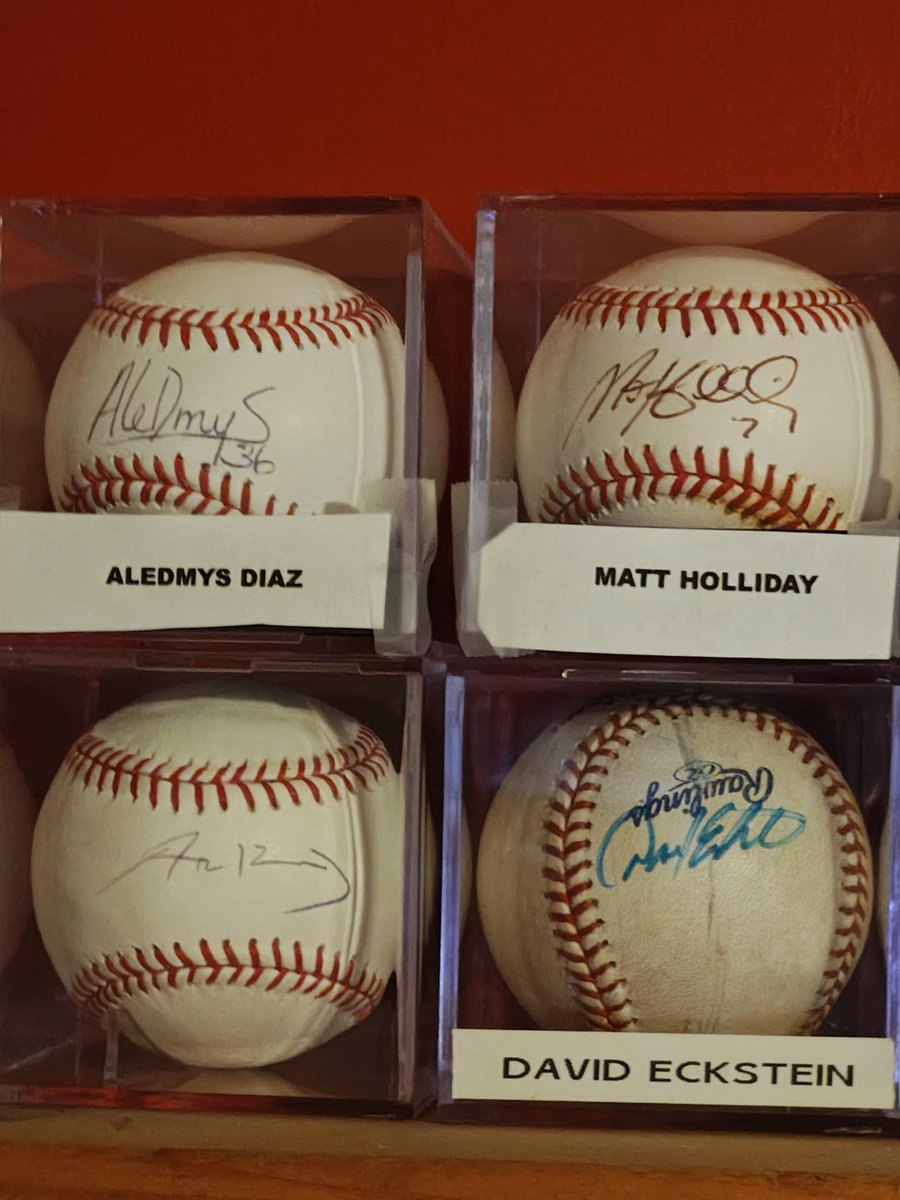 AleDmyS
36
7
ALEDMYS DIAZ
MATT HOLLIDAY
Rawlings
DAVID ECKSTEIN